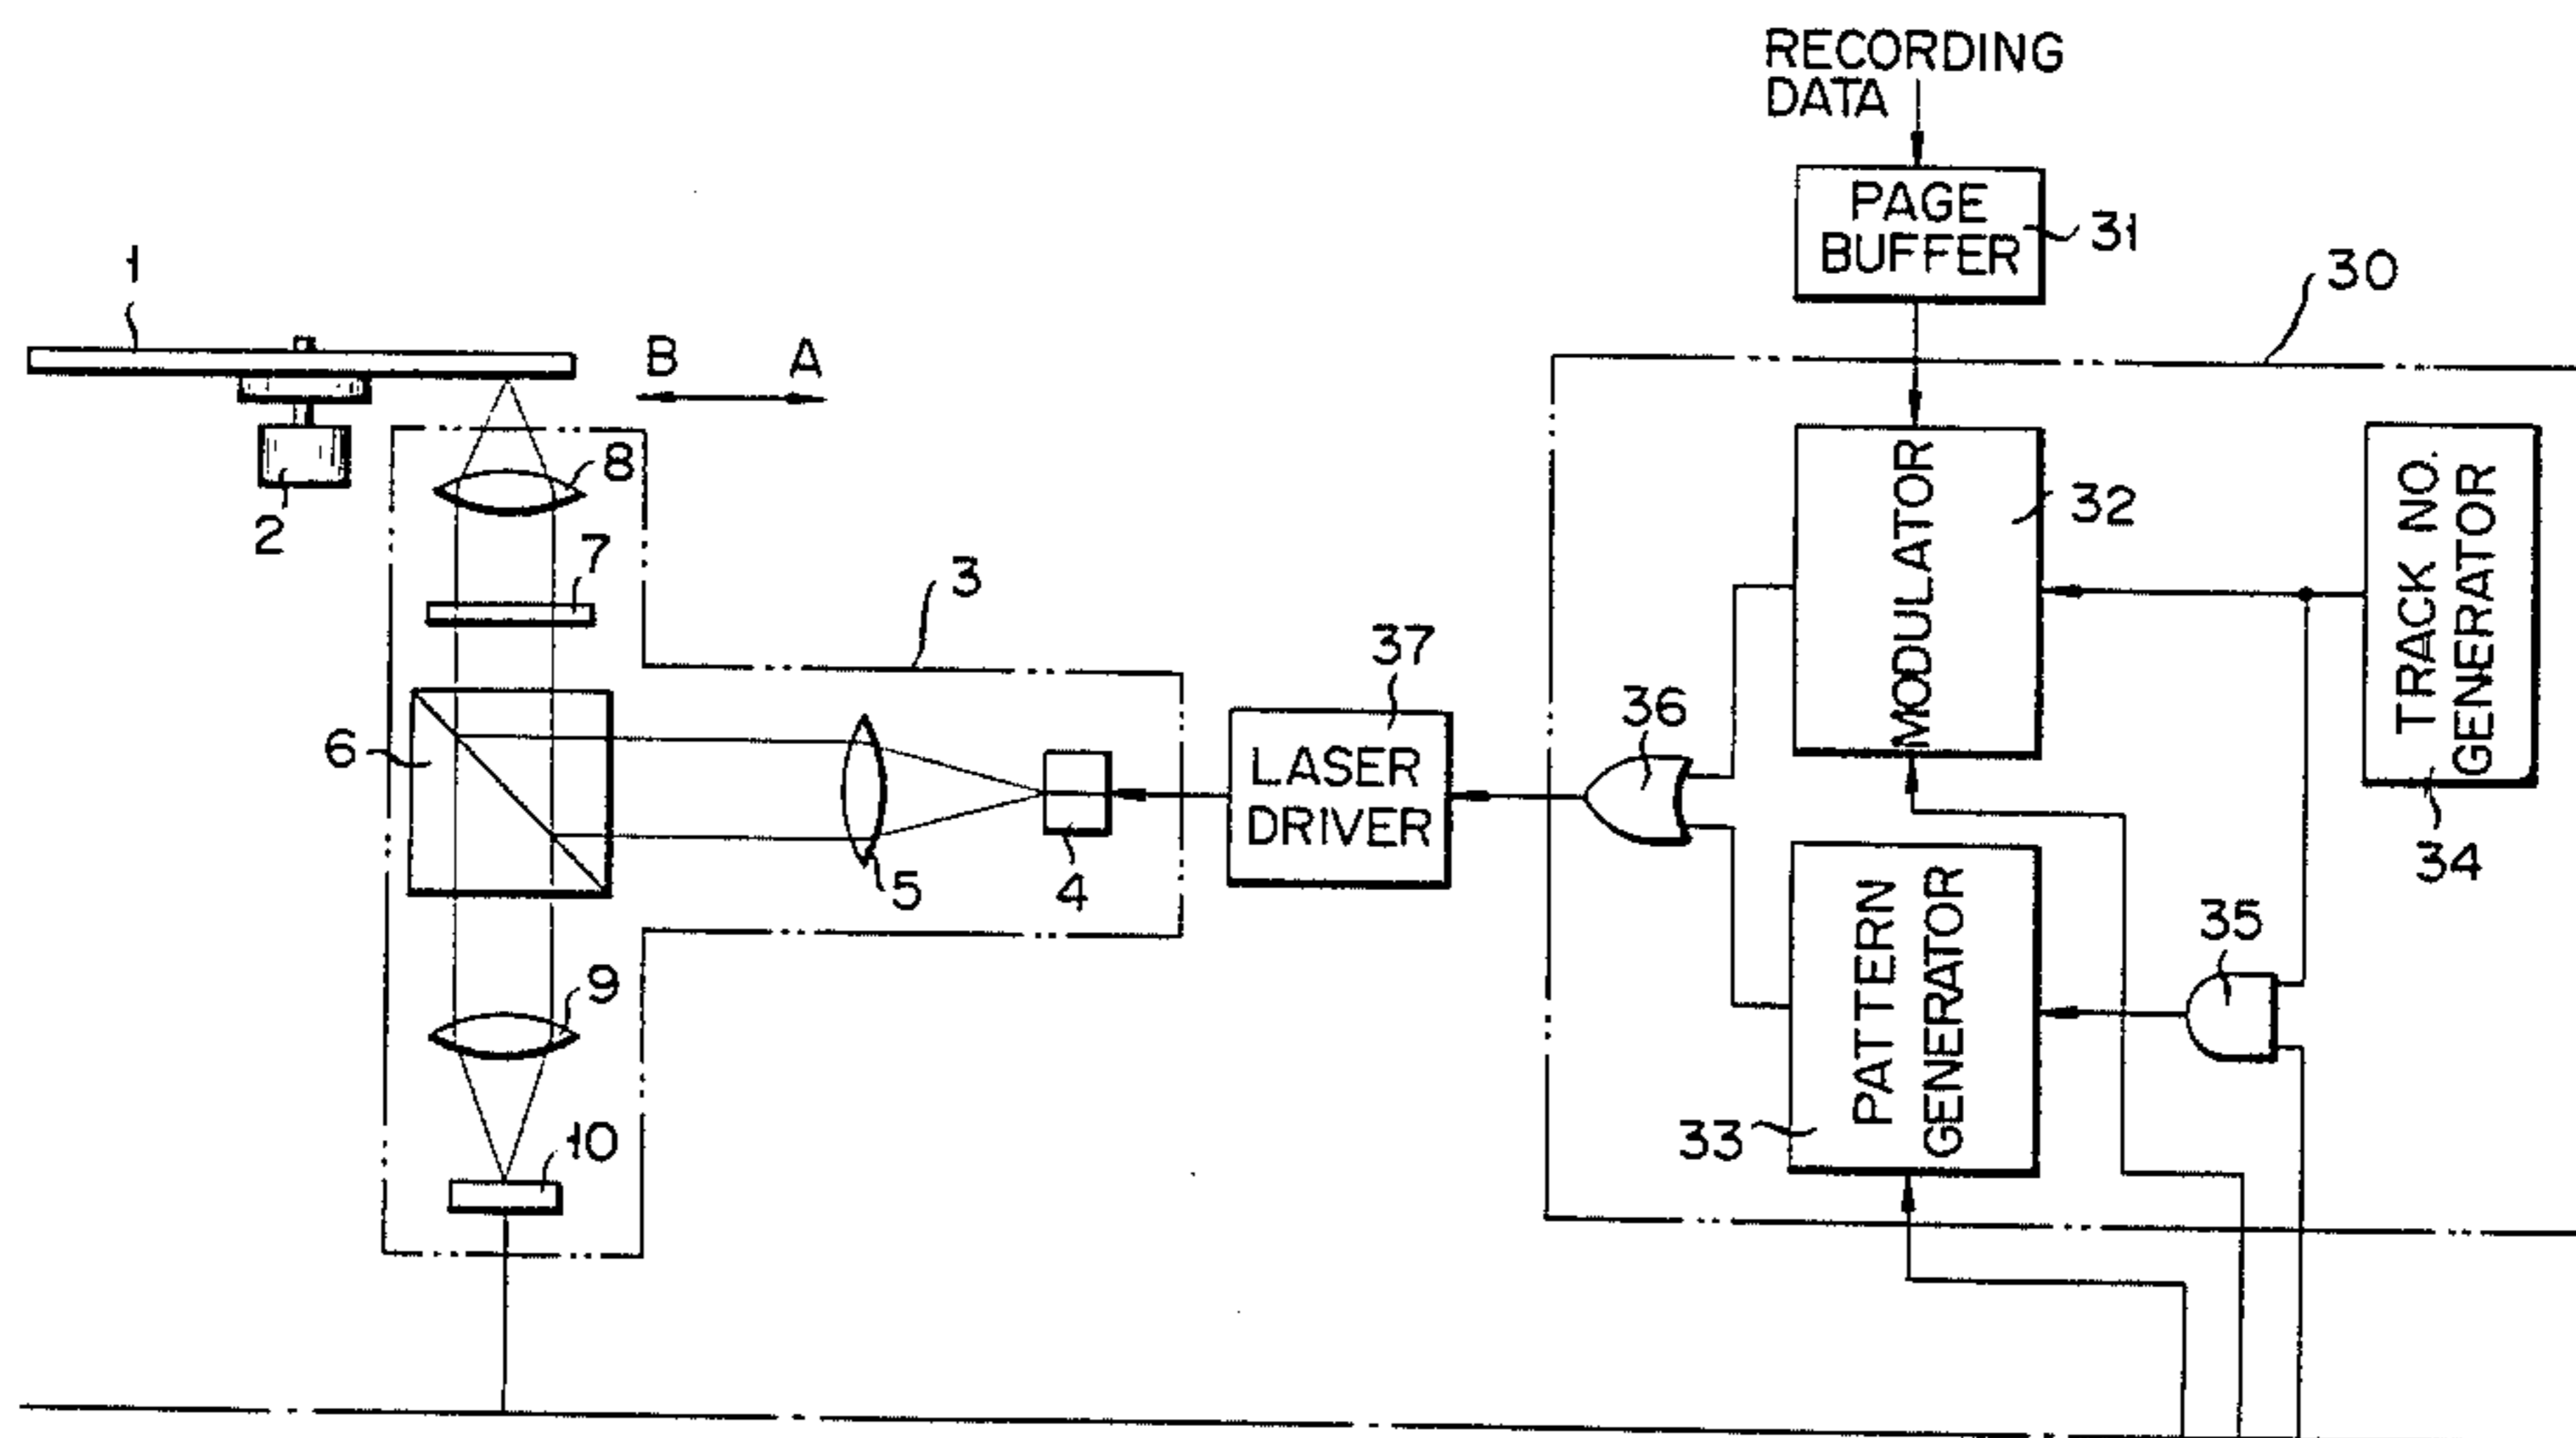 RECORDING
DATA
PAGE
BUFFER
31
30
1
B
A
2
8
7
3
6
5
4
37
LASER
DRIVER
36
MODULATOR
32
TRACK NO.
GENERATOR
34
35
PATTERN
GENERATOR
33
9
10